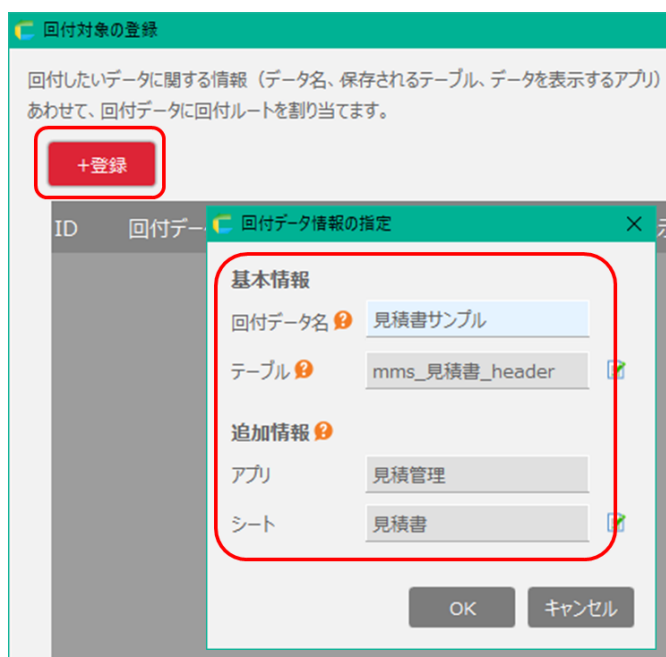 回付対象の登録
回付したいデータに関する情報（データ名、保存されるテーブル、データを表示するアプリ）
あわせて、回付データに回付ルートを割り当てます。
+登録
ID 回付デー
回付データ情報の指定
基本情報
回付データ名 ? 見積書サンプル
テーブル ? mms_見積書_header
追加情報 ?
アプリ 見積管理
シート 見積書
OK キャンセル